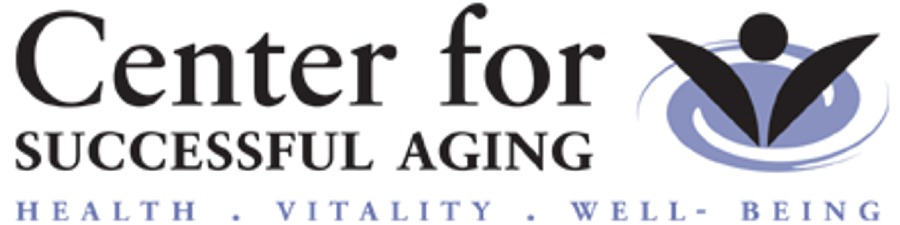 Center for
SUCCESSFUL AGING
HEALTH . VITALITY . WELL- BEING